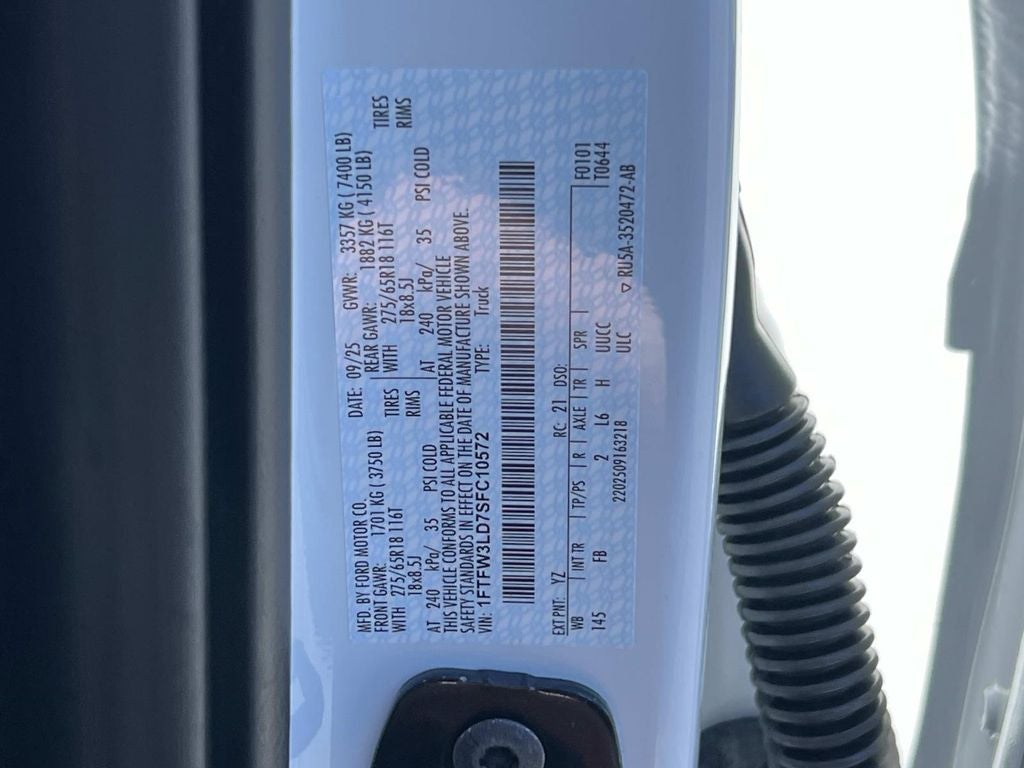 MFD. BY FORD MOTOR CO. DATE: 09/25 GVWR: 3357 KG ( 7400 LB)
FRONT GAWR: 1701 KG ( 3750 LB) REAR GAWR: 1882 KG ( 4150 LB)
WITH 275/65R18 116T TIRES WITH 275/65R18 116T TIRES
18x8.5J RIMS 18x8.5J RIMS
AT 240 kPa/ 35 PSI COLD AT 240 kPa/ 35 PSI COLD
THIS VEHICLE CONFORMS TO ALL APPLICABLE FEDERAL MOTOR VEHICLE
SAFETY STANDARDS IN EFFECT ON THE DATE OF MANUFACTURE SHOWN ABOVE.
VIN: 1FTFW3LD7SFC10572 TYPE: Truck
EXT PNT: YZ RC: 21 DSO: F0101
WB INT TR TP/PS R AXLE TR SPR T0644
145 FB 2 L6 H UUCC
2202509163218 ULC ▽ RU5A-3520472-AB